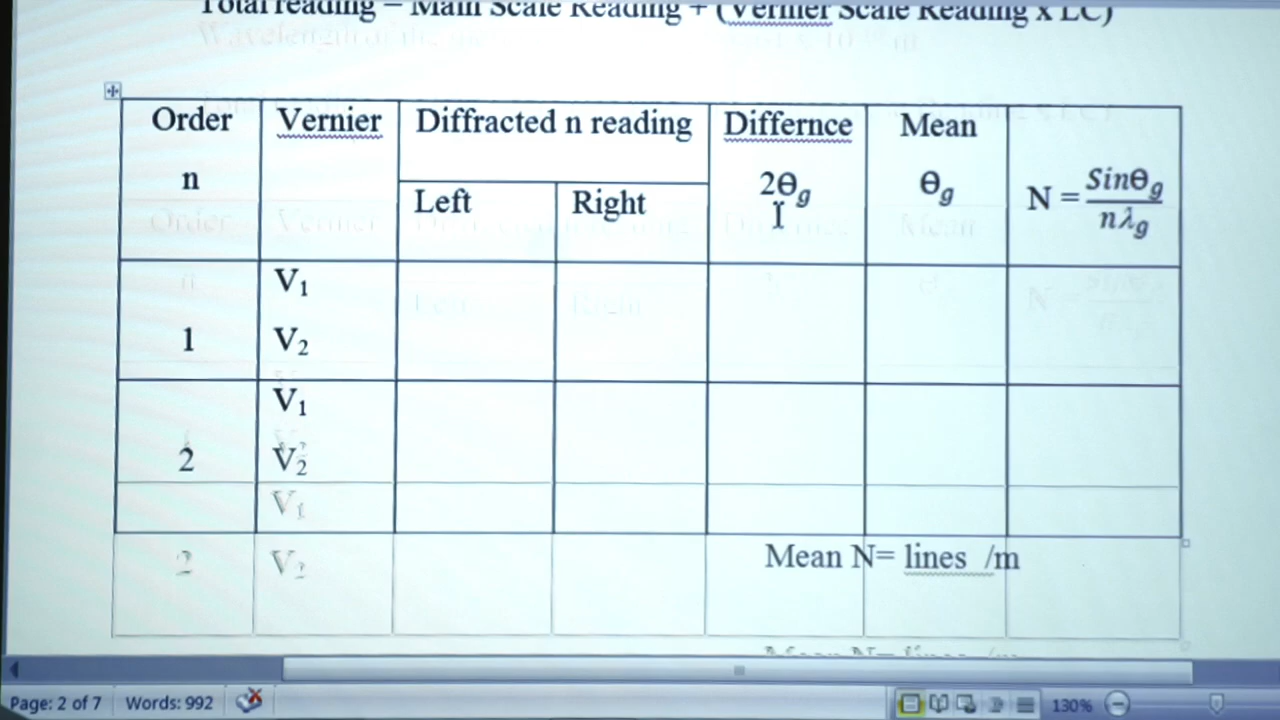 Total reading = Main Scale Reading + (Vernier Scale Reading x LC)
Order Vernier Diffracted n reading Differnce Mean
n 2θg θg N = Sinθg / nλg
Left Right
V1
1 V2
V1
2 V2
V1
2 V2
Mean N= lines /m
Page: 2 of 7 Words: 992 130%